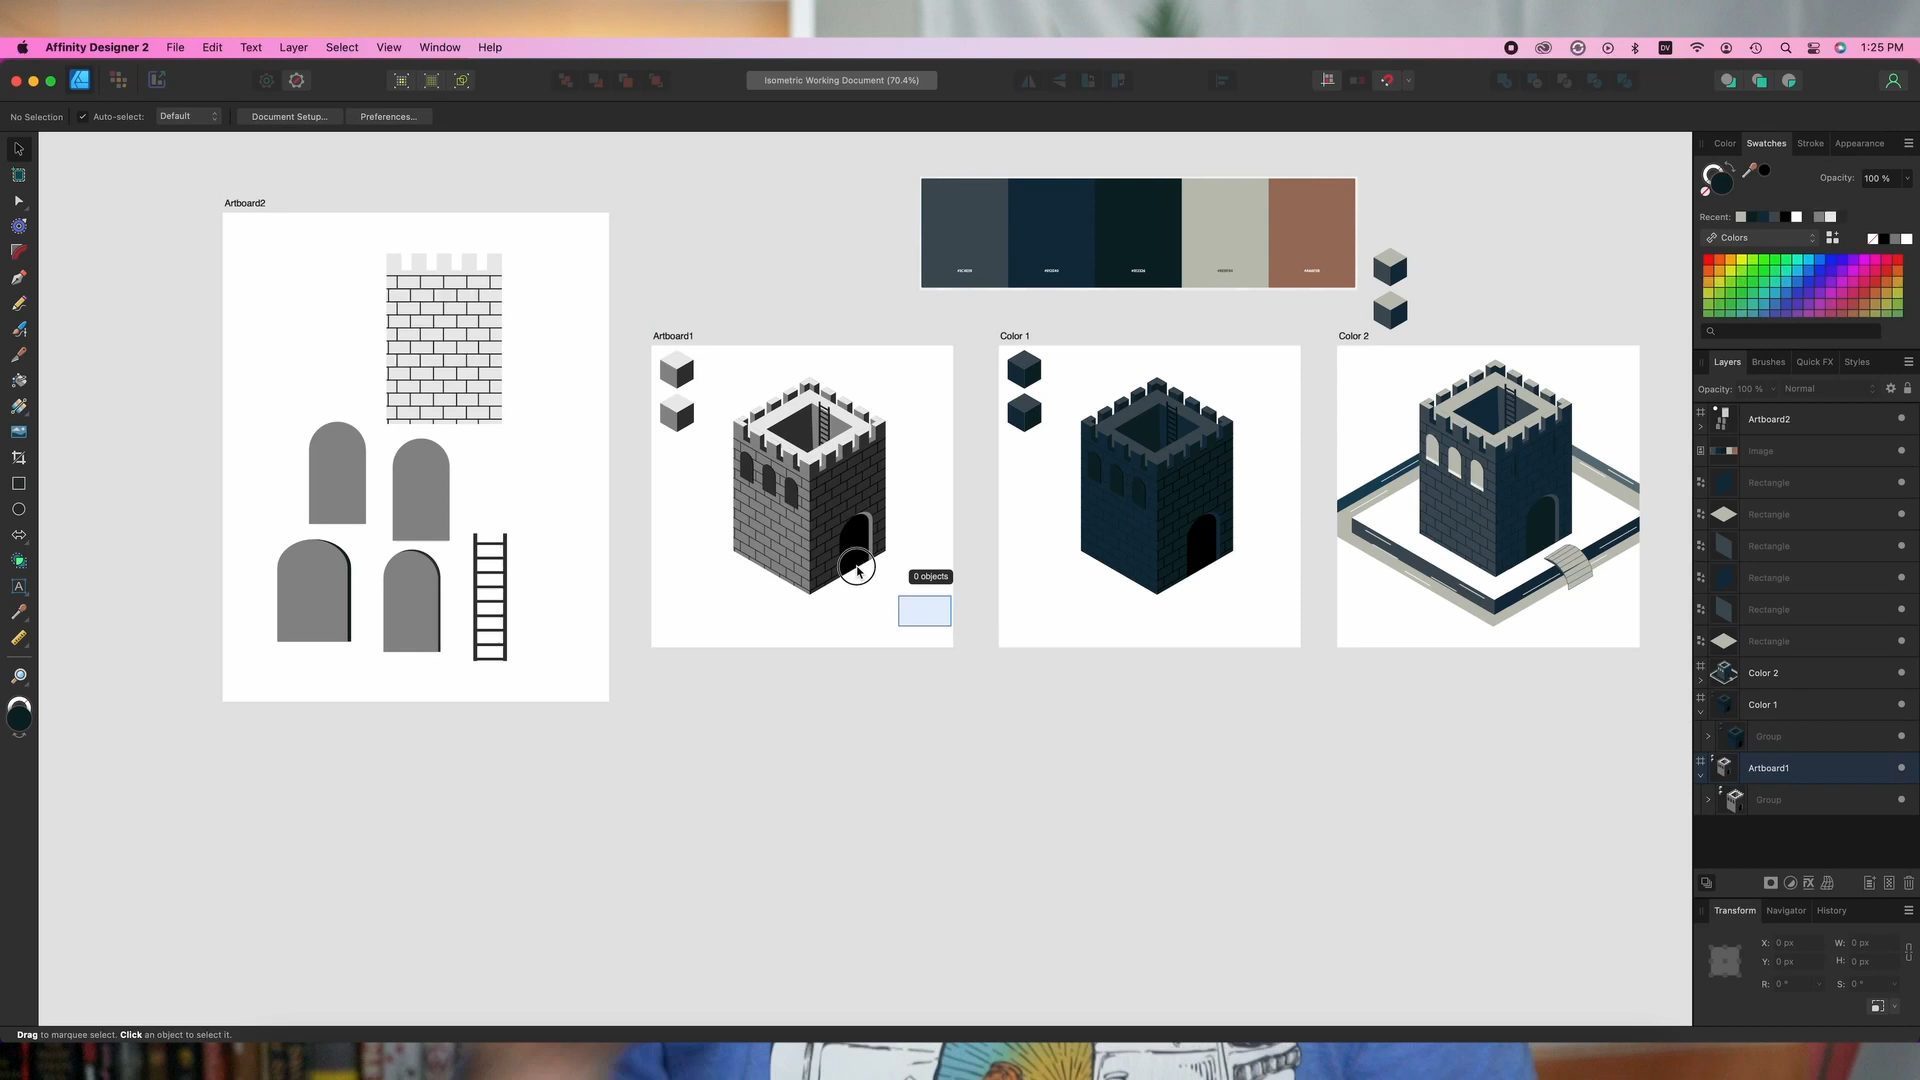 Affinity Designer 2 File Edit Text Layer Select View Window Help
DV
1:25 PM
Isometric Working Document (70.4%)
No Selection
Auto-select:
Default
Document Setup...
Preferences...
Artboard2
Artboard1
0 objects
Color 1
Color 2
Color Swatches Stroke Appearance
Opacity: 100 %
Recent:
Colors
Layers Brushes Quick FX Styles
Opacity: 100 % Normal
Artboard2
Image
Rectangle
Rectangle
Rectangle
Rectangle
Rectangle
Rectangle
Color 2
Color 1
Group
Artboard1
Group
FX
Transform Navigator History
X: 0 px W: 0 px
Y: 0 px H: 0 px
R: 0 ° S: 0 °
A
Drag to marquee select. Click an object to select it.